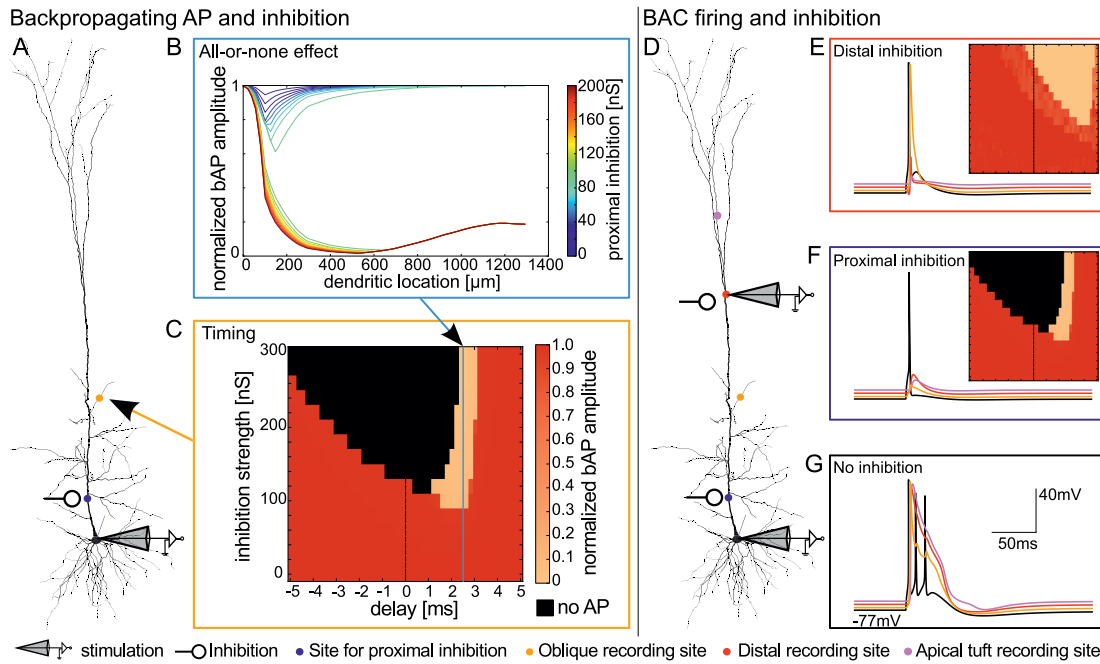 Backpropagating AP and inhibition
BAC firing and inhibition
A
B
All-or-none effect
normalized bAP amplitude
1
0
0
200
400
600
800
1000
1200
1400
dendritic location [µm]
200
160
120
80
40
0
proximal inhibition [nS]
C
Timing
inhibition strength [nS]
300
200
100
0
-5 -4 -3 -2 -1 0 1 2 3 4 5
delay [ms]
1.0
0.9
0.8
0.7
0.6
0.5
0.4
0.3
0.2
0.1
0
normalized bAP amplitude
no AP
D
E
Distal inhibition
F
Proximal inhibition
G
No inhibition
40mV
50ms
-77mV
stimulation
Inhibition
Site for proximal inhibition
Oblique recording site
Distal recording site
Apical tuft recording site